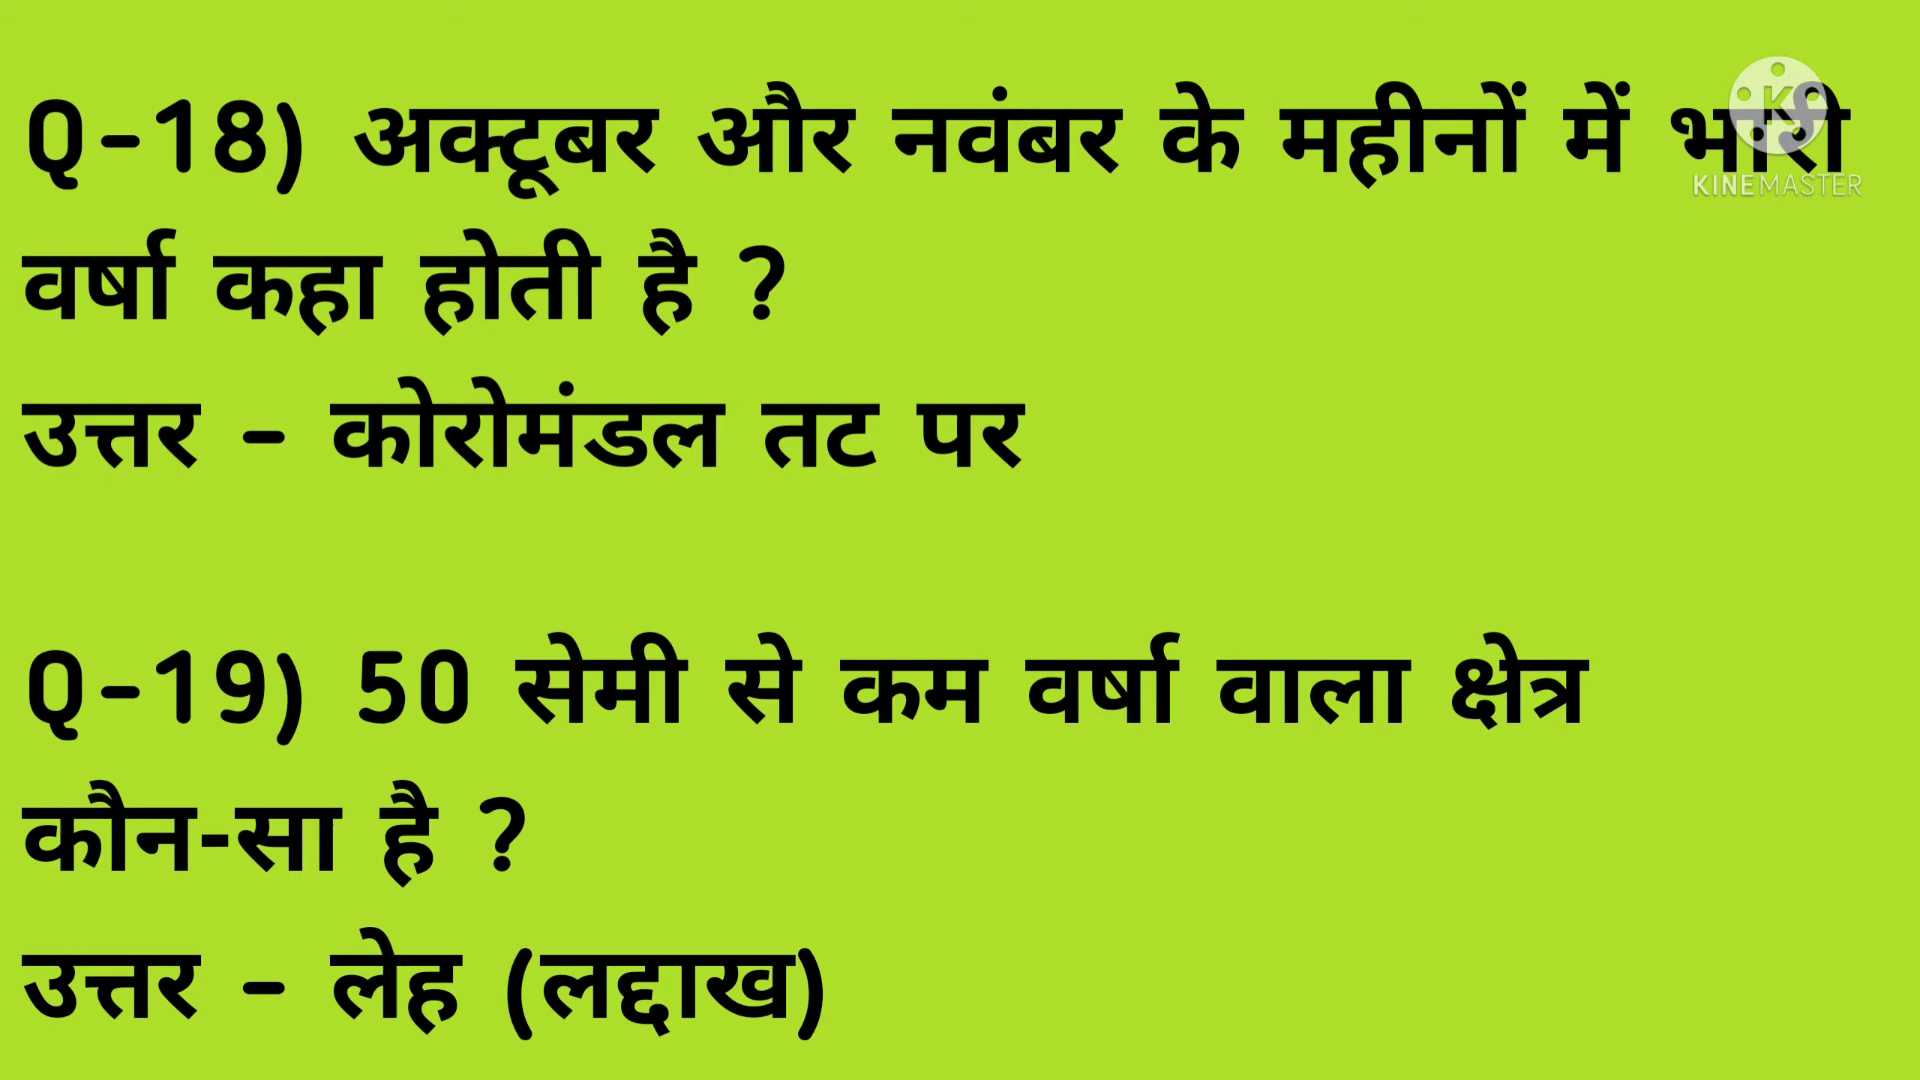 Q-18) अक्टूबर और नवंबर के महीनों में भारी
KINEMASTER
वर्षा कहा होती है ?
उत्तर - कोरोमंडल तट पर
Q-19) 50 सेमी से कम वर्षा वाला क्षेत्र
कौन-सा है ?
उत्तर - लेह (लद्दाख)